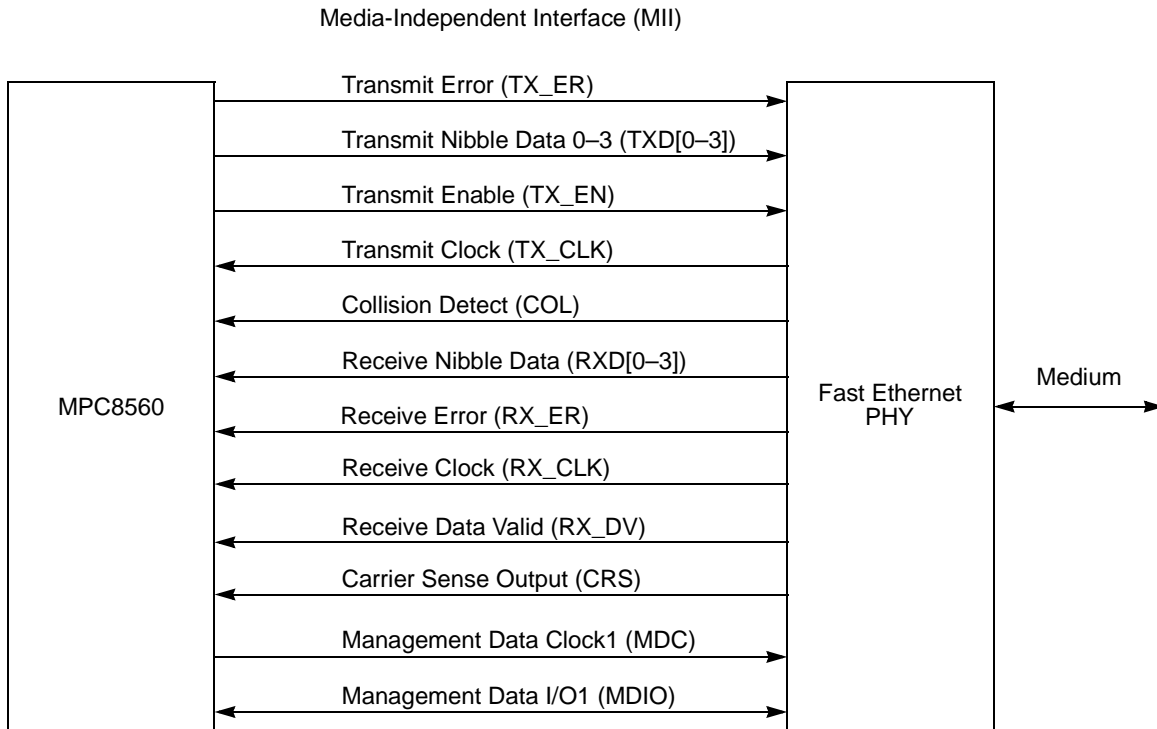 Media-Independent Interface (MII)
Transmit Error (TX_ER)
Transmit Nibble Data 0–3 (TXD[0–3])
Transmit Enable (TX_EN)
Transmit Clock (TX_CLK)
Collision Detect (COL)
Receive Nibble Data (RXD[0–3])
MPC8560
Fast Ethernet
PHY
Medium
Receive Error (RX_ER)
Receive Clock (RX_CLK)
Receive Data Valid (RX_DV)
Carrier Sense Output (CRS)
Management Data Clock1 (MDC)
Management Data I/O1 (MDIO)